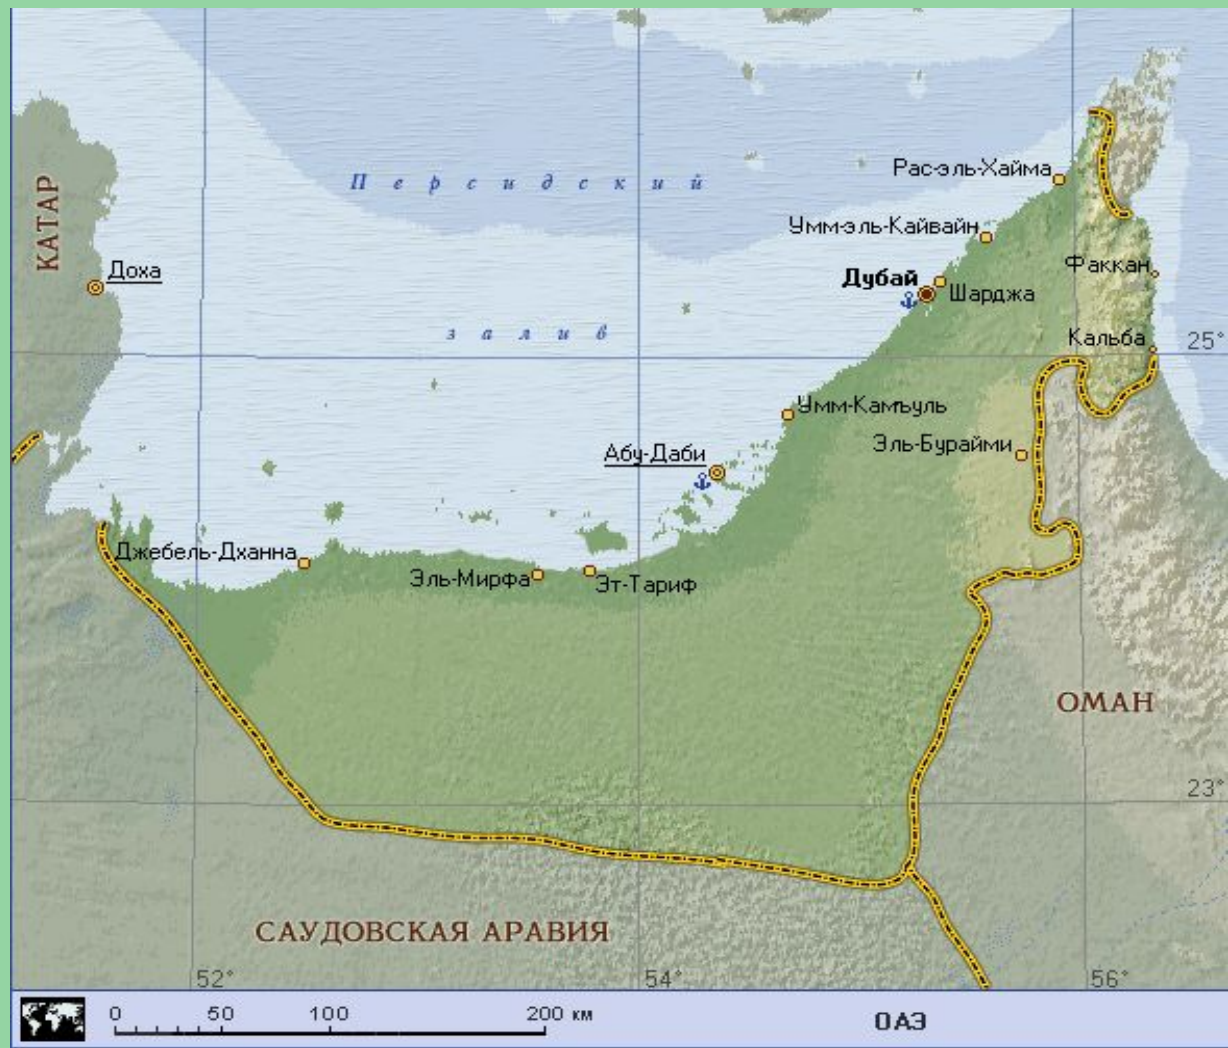 Персидский
залив
КАТАР
Доха
Рас-эль-Хайма
Умм-эль-Кайвайн
Факкан
Дубай
Шарджа
Кальба
25°
Умм-Камъуль
Эль-Бурайми
Абу-Даби
Джебель-Дханна
Эль-Мирфа
Эт-Тариф
ОМАН
23°
САУДОВСКАЯ АРАВИЯ
52°
54°
56°
0 50 100 200 км
ОАЭ